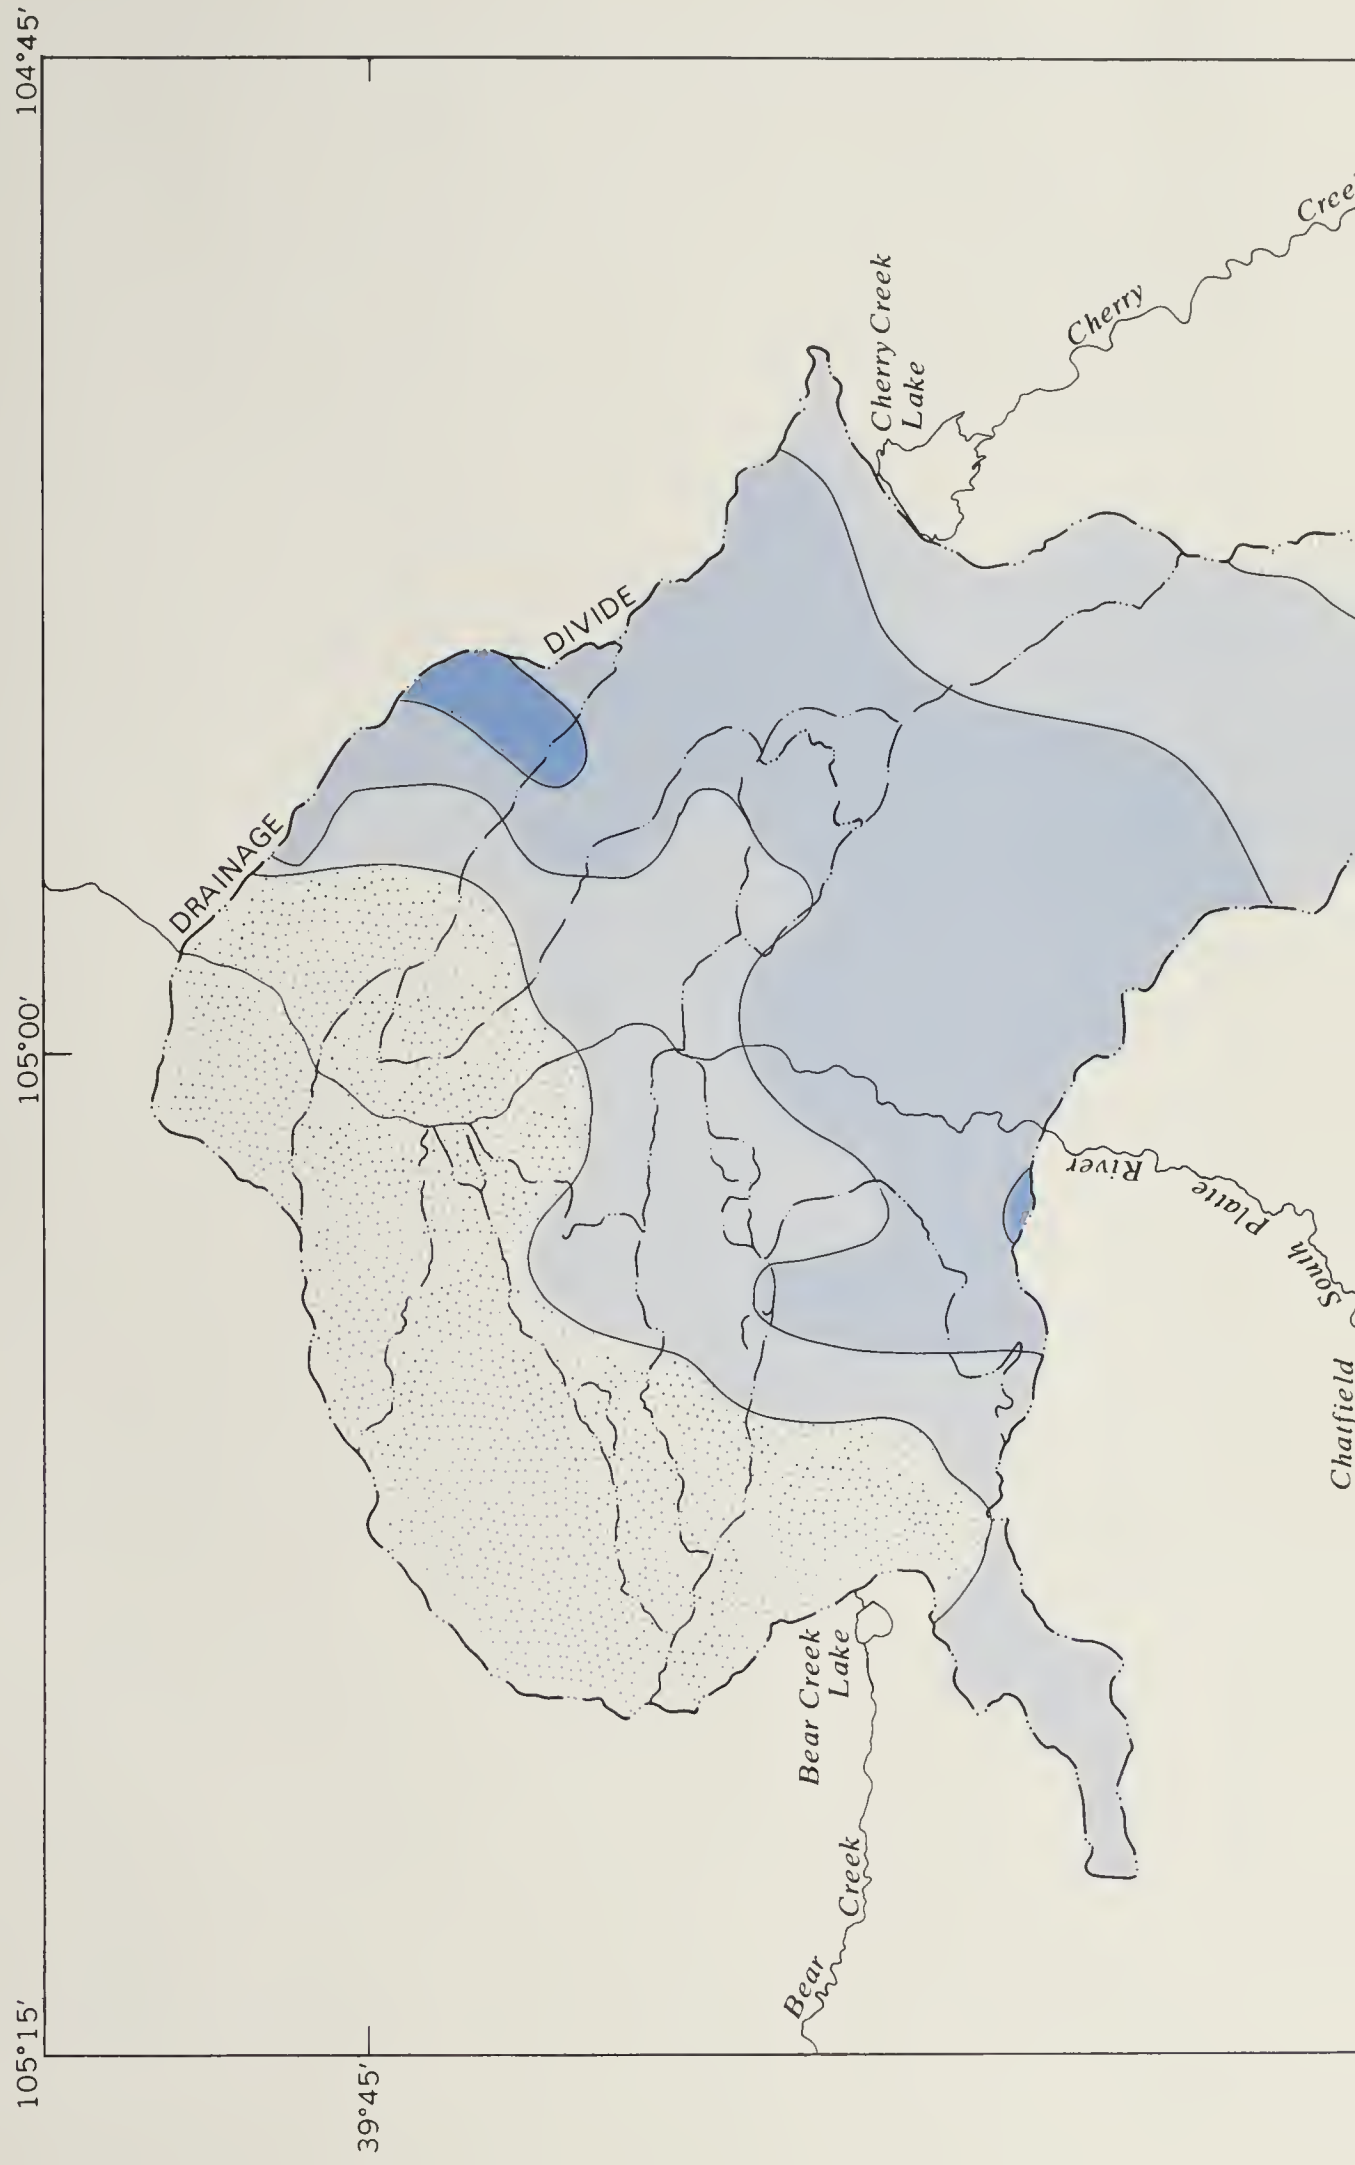 105°15′
105°00′
104°45′
39°45′
DRAINAGE
DIVIDE
Cherry Creek
Lake
Cherry
Cree
Bear Creek
Lake
Bear
Creek
South
Platte
River
Chatfield